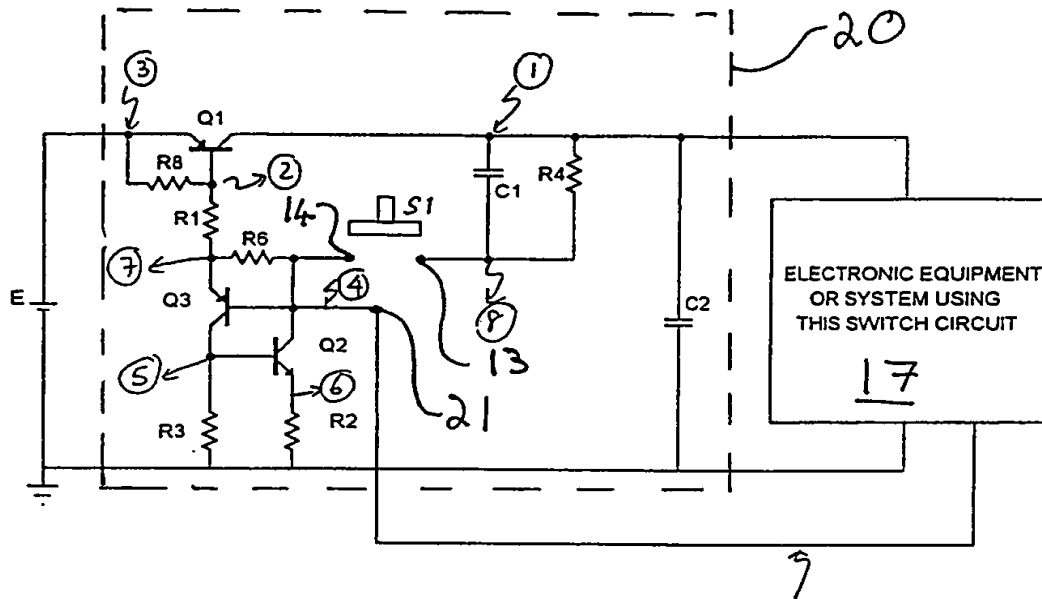 20
3
1
Q1
R8
2
C1
R4
14
S1
R1
R6
7
4
E
Q3
8
C2
ELECTRONIC EQUIPMENT
OR SYSTEM USING
THIS SWITCH CIRCUIT
17
Q2
13
5
6
21
R3
R2